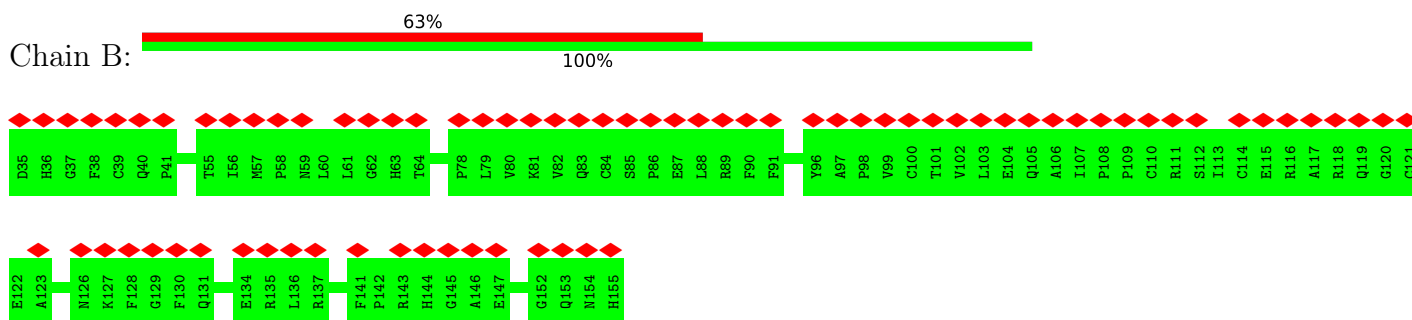 63%
Chain B:
100%
D35 H36 G37 F38 C39 Q40 P41 T55 I56 M57 P58 N59 L60 L61 G62 H63 T64 P78 L79 V80 K81 V82 Q83 C84 S85 P86 E87 L88 R89 F90 F91 Y96 A97 P98 V99 C100 T101 V102 L103 E104 Q105 A106 I107 P108 P109 C110 R111 S112 I113 C114 E115 R116 A117 R118 Q119 G120 C121
E122 A123 N126 K127 F128 G129 F130 Q131 E134 R135 L136 R137 F141 P142 R143 H144 G145 A146 E147 G152 Q153 N154 H155